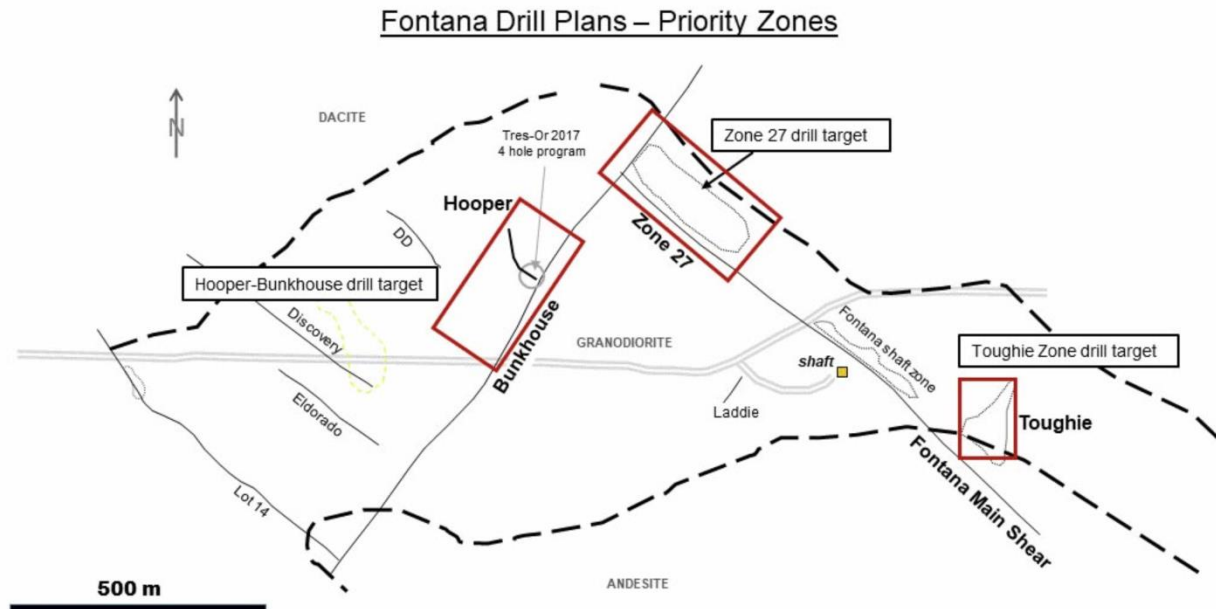 Fontana Drill Plans – Priority Zones
N
DACITE
Tres-Or 2017
4 hole program
Zone 27 drill target
Hooper
DD
Zone 27
Hooper-Bunkhouse drill target
Discovery
Bunkhouse
GRANODIORITE
Fontana shaft zone
shaft
Toughie Zone drill target
Laddie
Eldorado
Toughie
Fontana Main Shear
Lot 14
500 m
ANDESITE